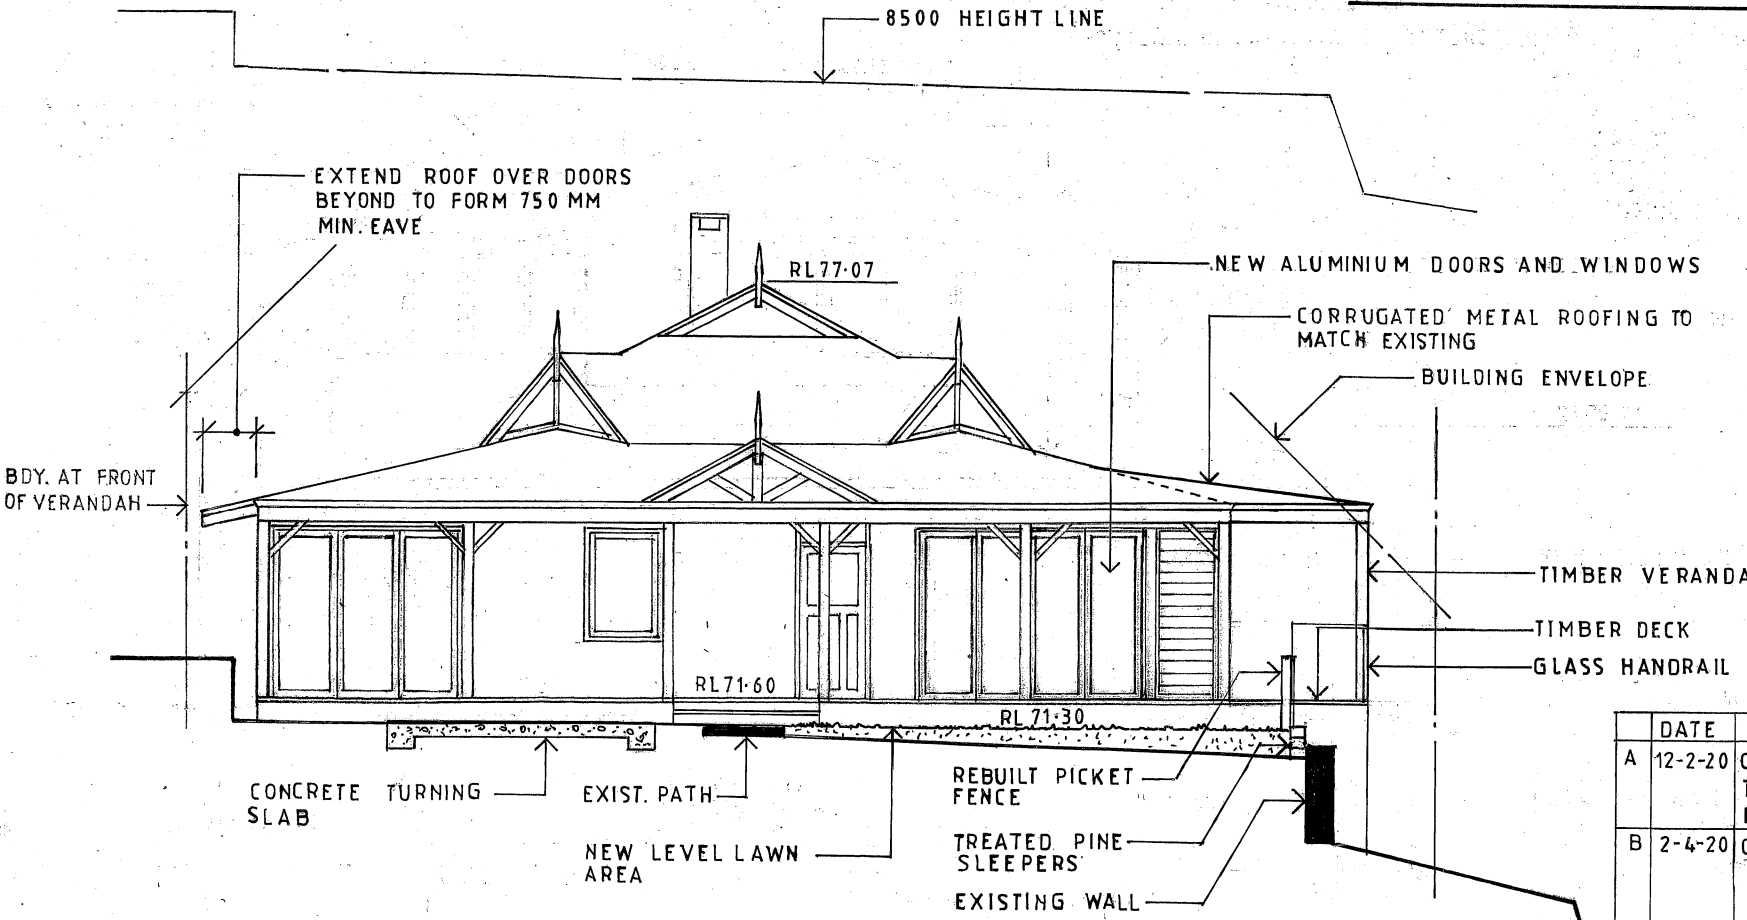 8500 HEIGHT LINE
EXTEND ROOF OVER DOORS
BEYOND TO FORM 750 MM
MIN. EAVE
RL77·07
NEW ALUMINIUM DOORS AND WINDOWS
CORRUGATED METAL ROOFING TO
MATCH EXISTING
BUILDING ENVELOPE
BDY. AT FRONT
OF VERANDAH
TIMBER VERANDA
TIMBER DECK
GLASS HANDRAIL
RL71·60
RL 71·30
DATE
A 12-2-20
B 2-4-20
CONCRETE TURNING
SLAB
EXIST. PATH
NEW LEVEL LAWN
AREA
REBUILT PICKET
FENCE
TREATED PINE
SLEEPERS
EXISTING WALL